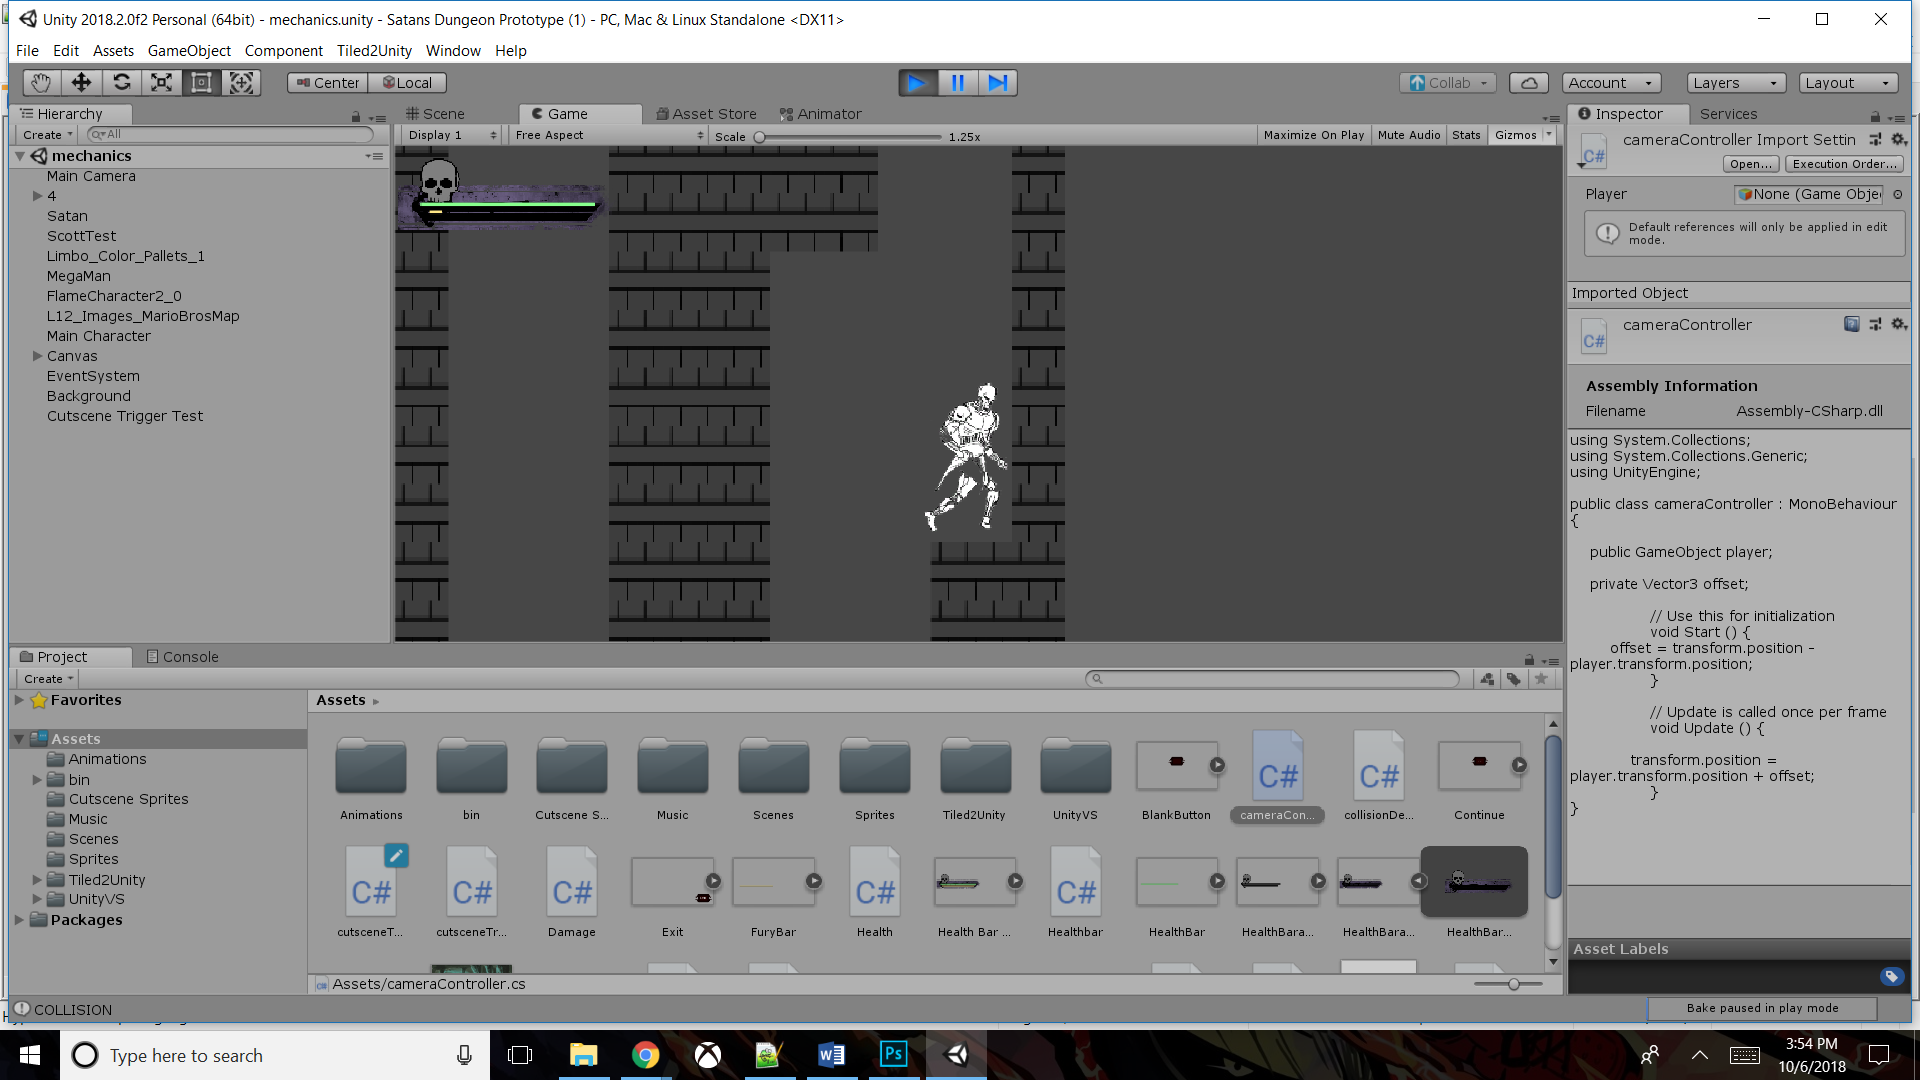 Unity 2018.2.0f2 Personal (64bit) - mechanics.unity - Satans Dungeon Prototype (1) - PC, Mac & Linux Standalone <DX11>
File Edit Assets GameObject Component Tiled2Unity Window Help
Center Local Collab Account Layers Layout
Hierarchy
Create All
mechanics
Main Camera
4
Satan
ScottTest
Limbo_Color_Pallets_1
MegaMan
FlameCharacter2_0
L12_Images_MarioBrosMap
Main Character
Canvas
EventSystem
Background
Cutscene Trigger Test
Scene Game Asset Store Animator
Display 1 Free Aspect Scale 1.25x Maximize On Play Mute Audio Stats Gizmos
Inspector Services
cameraController Import Settin
Open... Execution Order...
Player None (Game Obje
Default references will only be applied in edit
mode.
Imported Object
cameraController
C#
C#
Assembly Information
Filename Assembly-CSharp.dll
using System.Collections;
using System.Collections.Generic;
using UnityEngine;
public class cameraController : MonoBehaviour
{
public GameObject player;
private Vector3 offset;
// Use this for initialization
void Start () {
offset = transform.position -
player.transform.position;
}
// Update is called once per frame
void Update () {
transform.position =
player.transform.position + offset;
}
}
Asset Labels
Project Console
Create
Favorites
Assets
Animations
bin
Cutscene Sprites
Music
Scenes
Sprites
Tiled2Unity
UnityVS
Packages
Assets
C# C#
Animations bin Cutscene S... Music Scenes Sprites Tiled2Unity UnityVS BlankButton cameraCon... collisionDe... Continue
C# C# C# C# C#
cutsceneT... cutsceneTr... Damage Exit FuryBar Health Health Bar ... Healthbar HealthBar HealthBara... HealthBara... HealthBar...
Assets/cameraController.cs
COLLISION
Bake paused in play mode
Type here to search
Ps
3:54 PM
10/6/2018